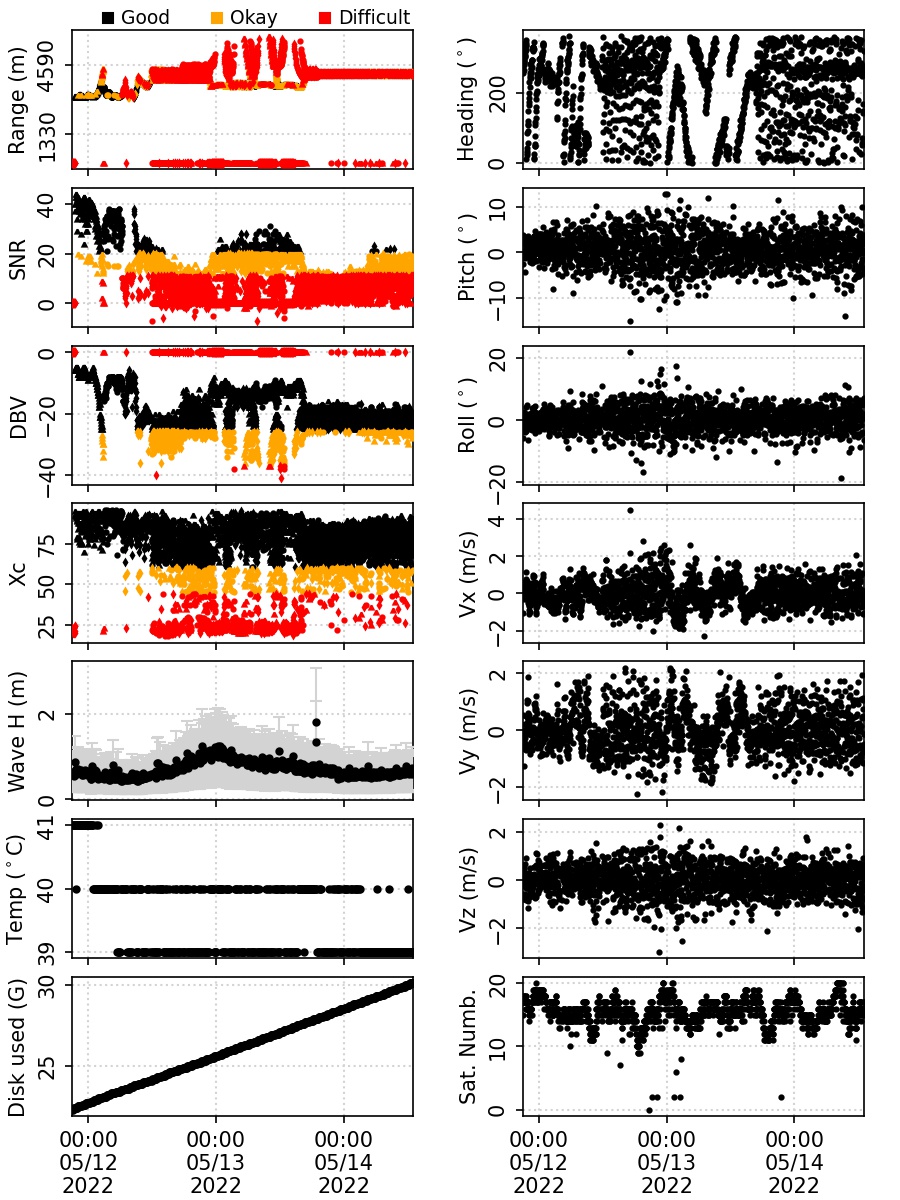 Good Okay Difficult
Range (m)
4590
1330
Heading (°)
200
0
SNR
40
20
0
Pitch (°)
10
0
−10
DBV
0
−20
−40
Roll (°)
20
0
−20
Xc
75
50
25
Vx (m/s)
4
2
0
−2
Wave H (m)
2
0
Vy (m/s)
2
0
−2
Temp (°C)
41
40
39
Vz (m/s)
2
0
−2
Disk used (G)
30
25
Sat. Numb.
20
10
0
00:00 00:00 00:00
05/12 05/13 05/14
2022 2022 2022
00:00 00:00 00:00
05/12 05/13 05/14
2022 2022 2022